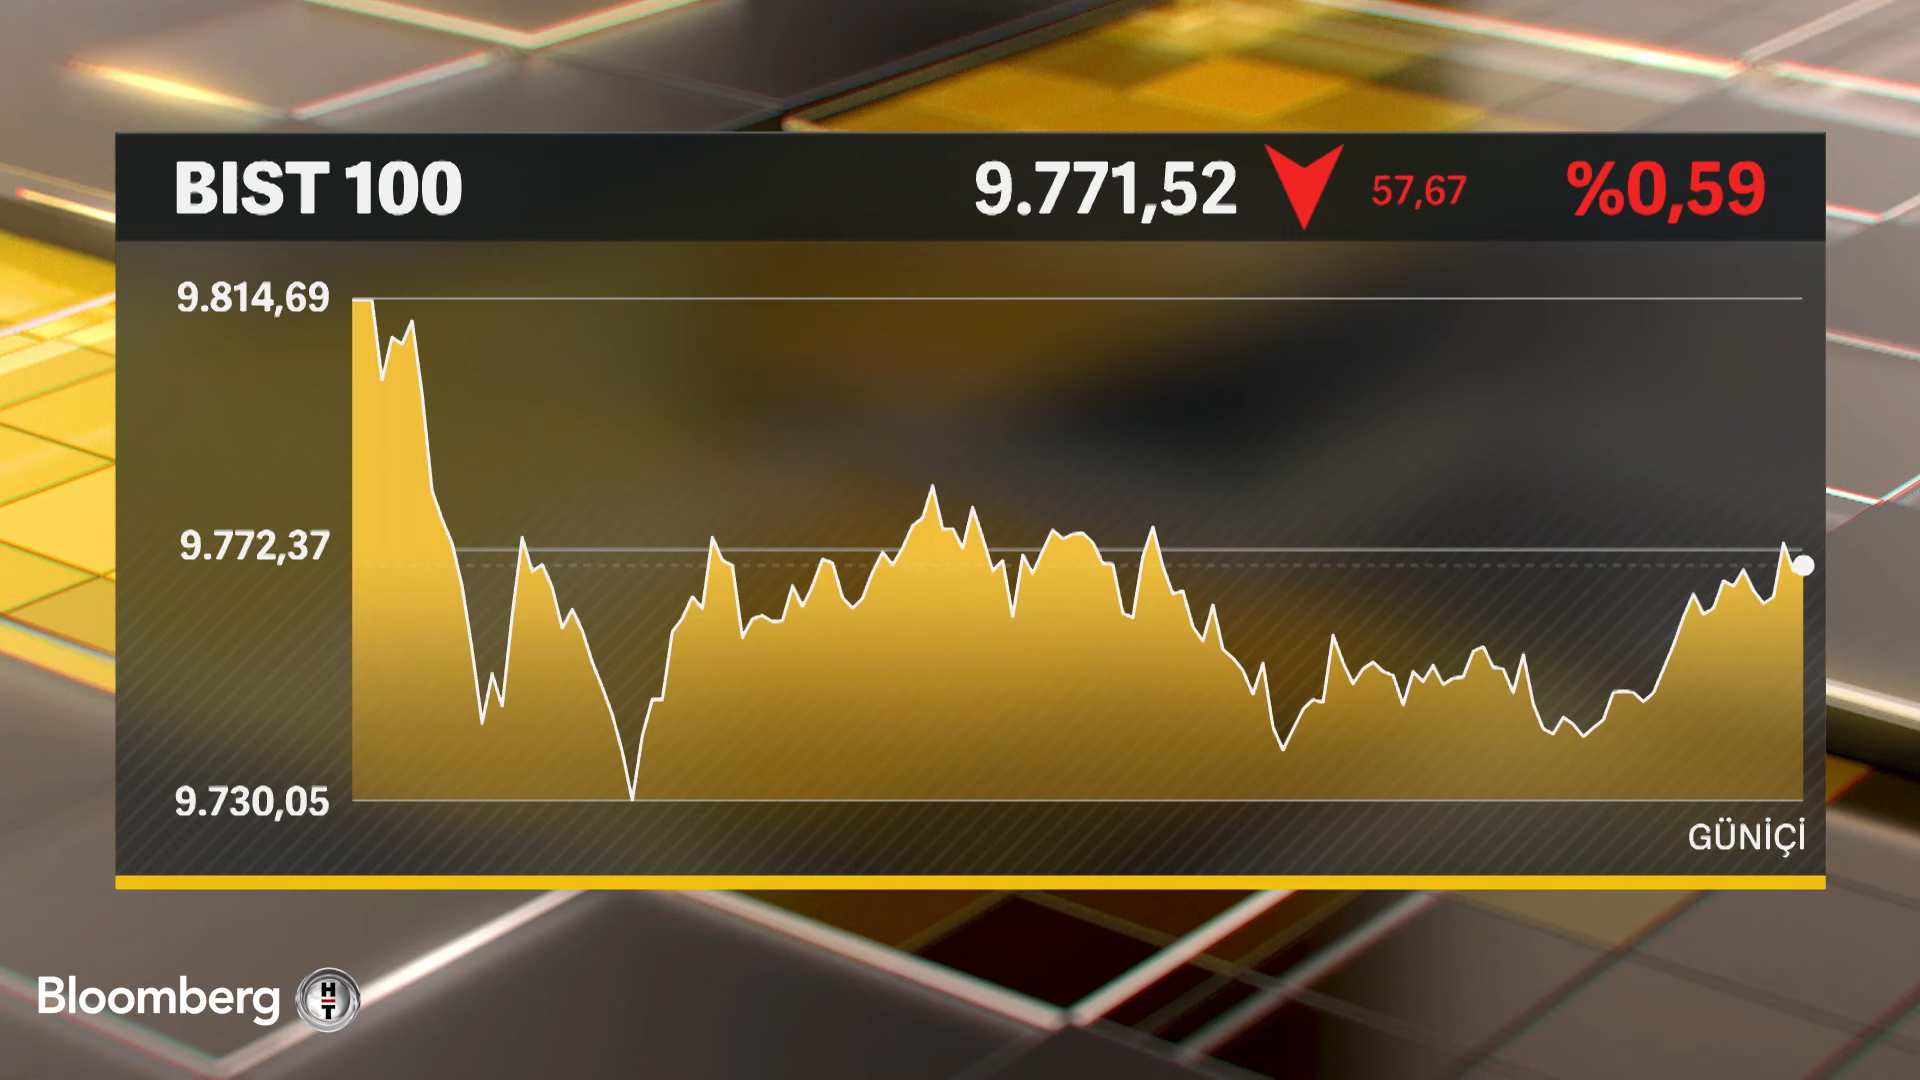 BIST 100 9.771,52 57,67 %0,59
9.814,69
9.772,37
9.730,05
GÜNİÇİ
Bloomberg HT